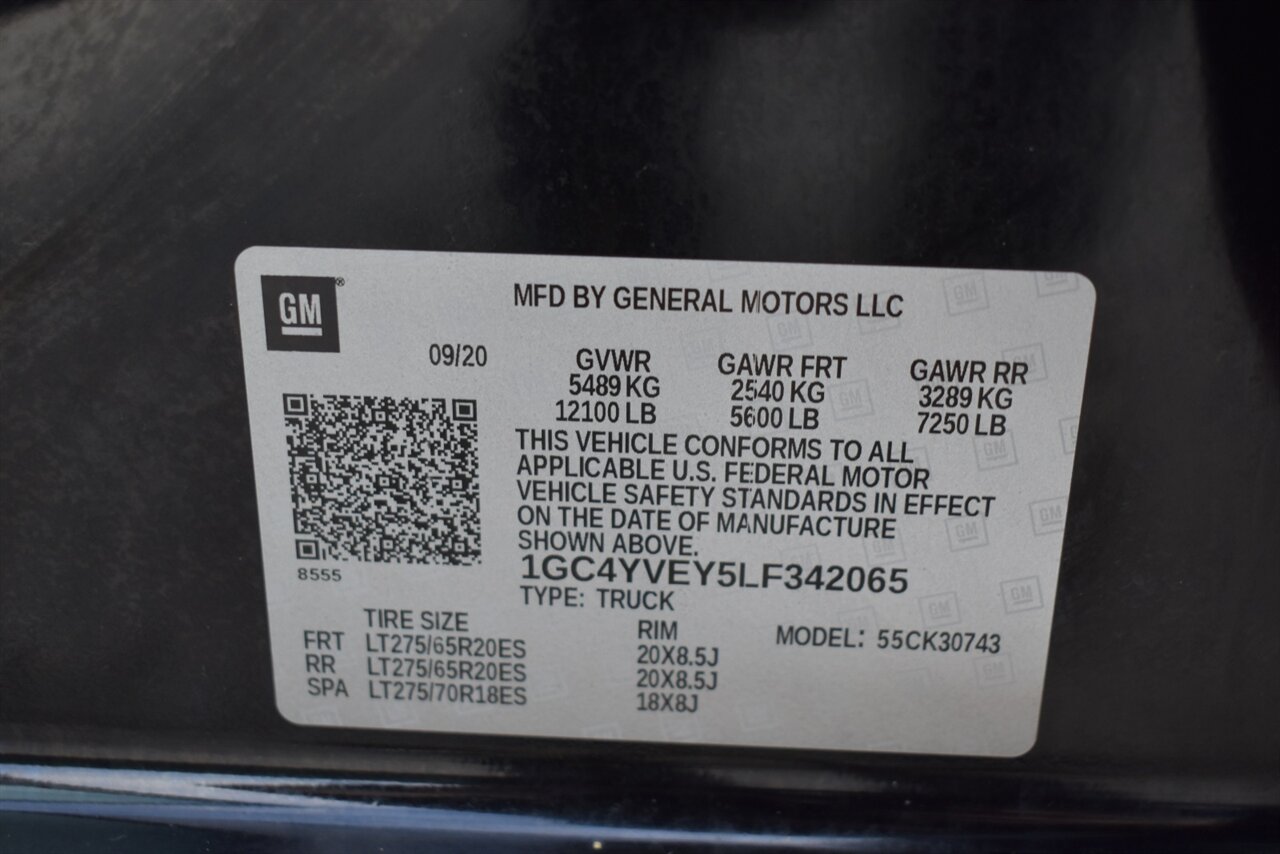 GM®
MFD BY GENERAL MOTORS LLC
09/20
GVWR GAWR FRT GAWR RR
5489 KG 2540 KG 3289 KG
12100 LB 5600 LB 7250 LB
THIS VEHICLE CONFORMS TO ALL
APPLICABLE U.S. FEDERAL MOTOR
VEHICLE SAFETY STANDARDS IN EFFECT
ON THE DATE OF MANUFACTURE
SHOWN ABOVE.
1GC4YVEY5LF342065
8555
TYPE: TRUCK
TIRE SIZE RIM MODEL: 55CK30743
FRT LT275/65R20ES 20X8.5J
RR LT275/65R20ES 20X8.5J
SPA LT275/70R18ES 18X8J